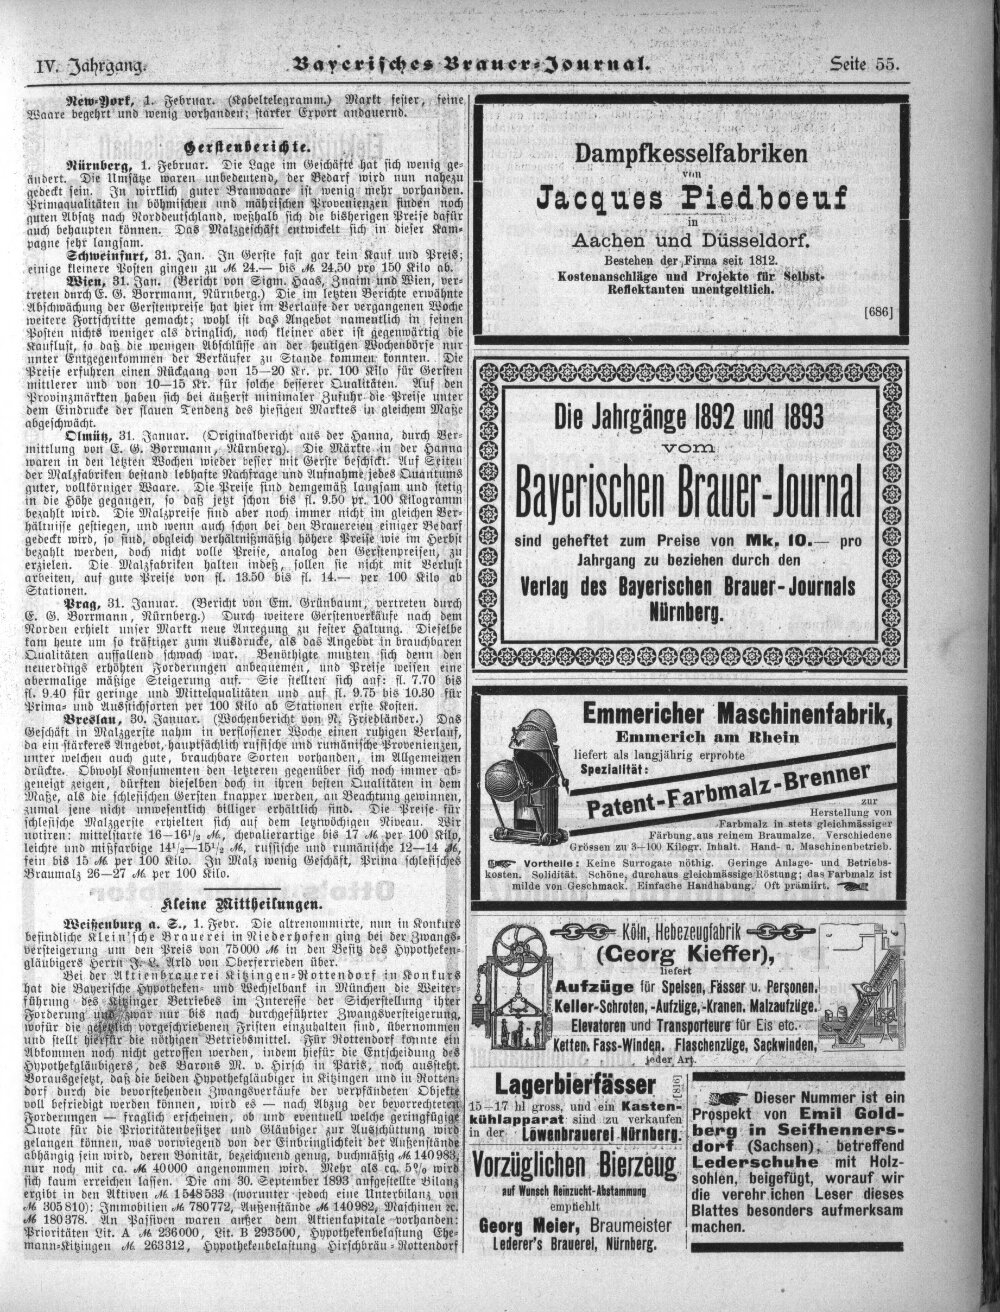 IV. Jahrgang.
Bayerisches Brauer-Journal.
Seite 55.
New-York, 1. Februar. (Kabeltelegramm.) Markt fester, feine
Waare begehrt und wenig vorhanden; starker Export andauernd.
Gerstenberichte.
Nürnberg, 1. Februar. Die Lage im Geschäfte hat sich wenig ge-
ändert. Die Umsätze waren unbedeutend, der Bedarf wird nun nahezu
gedeckt sein. In wirklich guter Brauwaare ist wenig mehr vorhanden.
Primaqualitäten in böhmischen und mährischen Provenienzen finden noch
guten Absatz nach Norddeutschland, weßhalb sich die bisherigen Preise dafür
auch behaupten können. Das Malzgeschäft entwickelt sich in dieser Kam-
pagne sehr langsam.
Schweinfurt, 31. Jan. In Gerste fast gar kein Kauf und Preis;
einige kleinere Posten gingen zu ℳ 24.— bis ℳ 24,50 pro 150 Kilo ab.
Wien, 31. Jan. (Bericht von Sigm. Haas, Znaim und Wien, ver-
treten durch E. G. Borrmann, Nürnberg.) Die im letzten Berichte erwähnte
Abschwächung der Gerstenpreise hat hier im Verlaufe der vergangenen Woche
weitere Fortschritte gemacht; wohl ist das Angebot namentlich in feinen
Posten nichts weniger als dringlich, noch kleiner aber ist gegenwärtig die
Kauflust, so daß die wenigen Abschlüsse an der heutigen Wochenbörse nur
unter Entgegenkommen der Verkäufer zu Stande kommen konnten. Die
Preise erfuhren einen Rückgang von 15—20 Kr. pr. 100 Kilo für Gersten
mittlerer und von 10—15 Kr. für solche besserer Qualitäten. Auf den
Provinzmärkten haben sich bei äußerst minimaler Zufuhr die Preise unter
dem Eindrucke der flauen Tendenz des hiesigen Marktes in gleichem Maße
abgeschwächt.
Olmütz, 31. Januar. (Originalbericht aus der Hanna, durch Ver-
mittlung von E. G. Borrmann, Nürnberg). Die Märkte in der Hanna
waren in den letzten Wochen wieder besser mit Gerste beschickt. Auf Seiten
der Malzfabriken bestand lebhafte Nachfrage und Aufnahme jedes Quantums
guter, vollkörniger Waare. Die Preise sind demgemäß langsam und stetig
in die Höhe gegangen, so daß jetzt schon bis fl. 9.50 pr. 100 Kilogramm
bezahlt wird. Die Malzpreise sind aber noch immer nicht im gleichen Ver-
hältnisse gestiegen, und wenn auch schon bei den Brauereien einiger Bedarf
gedeckt wird, so sind, obgleich verhältnißmäßig höhere Preise wie im Herbst
bezahlt werden, doch nicht volle Preise, analog den Gerstenpreisen, zu
erzielen. Die Malzfabriken halten indeß, sollen sie nicht mit Verlust
arbeiten, auf gute Preise von fl. 13.50 bis fl. 14.— per 100 Kilo ab
Stationen.
Prag, 31. Januar. (Bericht von Em. Grünbaum, vertreten durch
E. G. Borrmann, Nürnberg.) Durch weitere Gerstenverkäufe nach dem
Norden erhielt unser Markt neue Anregung zu fester Haltung. Dieselbe
kam heute um so kräftiger zum Ausdrucke, als das Angebot in brauchbaren
Qualitäten auffallend schwach war. Benöthigte mußten sich denn den
neuerdings erhöhten Forderungen anbequemen, und Preise weisen eine
abermalige mäßige Steigerung auf. Sie stellten sich auf: fl. 7.70 bis
fl. 9.40 für geringe und Mittelqualitäten und auf fl. 9.75 bis 10.30 für
Prima- und Ausstichsorten per 100 Kilo ab Stationen erste Kosten.
Breslau, 30. Januar. (Wochenbericht von N. Friedländer.) Das
Geschäft in Malzgerste nahm in verflossener Woche einen ruhigen Verlauf,
da ein stärkeres Angebot, hauptsächlich russische und rumänische Provenienzen,
unter welchen auch gute, brauchbare Sorten vorhanden, im Allgemeinen
drückte. Obwohl Konsumenten den letzteren gegenüber sich noch immer ab-
geneigt zeigen, dürften dieselben doch in ihren besten Qualitäten in dem
Maße, als die schlesischen Gersten knapper werden, an Beachtung gewinnen,
zumal jene nicht unwesentlich billiger erhältlich sind. Die Preise für
schlesische Malzgerste erhielten sich auf dem letztwöchigen Niveau. Wir
notiren: mittelstarte 16—16½ ℳ, chevalierartige bis 17 ℳ per 100 Kilo,
leichte und mißfarbige 14½—15½ ℳ, russische und rumänische 12—14 ℳ,
fein bis 15 ℳ per 100 Kilo. In Malz wenig Geschäft, Prima schlesisches
Braumalz 26—27 ℳ per 100 Kilo.
Kleine Mittheilungen.
Weißenburg a. S., 1. Febr. Die altrenommirte, nun in Konkurs
befindliche Klein'sche Brauerei in Niederhofen ging bei der Zwangs-
versteigerung um den Preis von 75000 ℳ in den Besitz des Hypotheken-
gläubigers Herrn J. L. Arld von Oberferrieden über.
Bei der Aktienbrauerei Kitzingen-Rottendorf in Konkurs
hat die Bayerische Hypotheken- und Wechselbank in München die Weiter-
führung des Kitzinger Betriebes im Interesse der Sicherstellung ihrer
Forderung und zwar nur bis nach durchgeführter Zwangsversteigerung,
wofür die gesetzlich vorgeschriebenen Fristen einzuhalten sind, übernommen
und stellt hierfür die nöthigen Betriebsmittel. Für Rottendorf konnte ein
Abkommen noch nicht getroffen werden, indem hiefür die Entscheidung des
Hypothekgläubigers, des Barons M. v. Hirsch in Paris, noch aussteht.
Vorausgesetzt, daß die beiden Hypothekgläubiger in Kitzingen und in Rotten-
dorf durch die bevorstehenden Zwangsverkäufe der verpfändeten Objekte
voll befriedigt werden können, wird es — nach Abzug der bevorrechteten
Forderungen — fraglich erscheinen, ob und eventuell welche geringfügige
Quote für die Prioritätenbesitzer und Gläubiger zur Ausschüttung wird
gelangen können, was vorwiegend von der Einbringlichkeit der Außenstände
abhängig sein wird, deren Bonität, bezeichnend genug, buchmäßig ℳ 140983,
nur noch mit ca. ℳ 40000 angenommen wird. Mehr als ca. 5% wird
sich kaum erreichen lassen. Die am 30. September 1893 aufgestellte Bilanz
ergibt in den Aktiven ℳ 1548533 (worunter jedoch eine Unterbilanz von
ℳ 305810): Immobilien ℳ 780772, Außenstände ℳ 140982, Maschinen ꝛc.
ℳ 180378. An Passiven waren außer dem Aktienkapitale vorhanden:
Prioritäten Lit. A ℳ 236000, Lit. B 293500, Hypothekenbelastung Ehe-
mann-Kitzingen ℳ 263312, Hypothekenbelastung Hirschbräu-Rottendorf
Dampfkesselfabriken
von
Jacques Piedboeuf
in
Aachen und Düsseldorf.
Bestehen der Firma seit 1812.
Kostenanschläge und Projekte für Selbst-
Reflektanten unentgeltlich.
[686]
Die Jahrgänge 1892 und 1893
vom
Bayerischen Brauer-Journal
sind geheftet zum Preise von Mk. 10.— pro
Jahrgang zu beziehen durch den
Verlag des Bayerischen Brauer-Journals
Nürnberg.
Emmericher Maschinenfabrik,
Emmerich am Rhein
liefert als langjährig erprobte
Spezialität:
Patent-Farbmalz-Brenner
zur
Herstellung von
Farbmalz in stets gleichmässiger
Färbung, aus reinem Braumalze. Verschiedene
Grössen zu 3—100 Kilogr. Inhalt. Hand- u. Maschinenbetrieb.
Vorteile: Keine Surrogate nöthig. Geringe Anlage- und Betriebs-
kosten. Solidität. Schöne, durchaus gleichmässige Röstung; das Farbmalz ist
milde von Geschmack. Einfache Handhabung. Oft prämiirt.
Köln, Hebezeugfabrik
(Georg Kieffer),
liefert
Aufzüge für Speisen, Fässer u. Personen.
Keller-Schroten, -Aufzüge, -Kranen. Malzaufzüge.
Elevatoren und Transporteure für Eis etc.
Ketten. Fass-Winden. Flaschenzüge, Sackwinden,
jeder Art.
Lagerbierfässer
15—17 hl gross, und ein Kasten-
kühlapparat sind zu verkaufen
in der Löwenbrauerei Nürnberg.
Vorzüglichen Bierzeug
auf Wunsch Reinzucht-Abstammung
empfiehlt
Georg Meier, Braumeister
Lederer's Brauerei, Nürnberg.
Dieser Nummer ist ein
Prospekt von Emil Gold-
berg in Seifhenners-
dorf (Sachsen), betreffend
Lederschuhe mit Holz-
sohlen, beigefügt, worauf wir
die verehrlichen Leser dieses
Blattes besonders aufmerksam
machen.